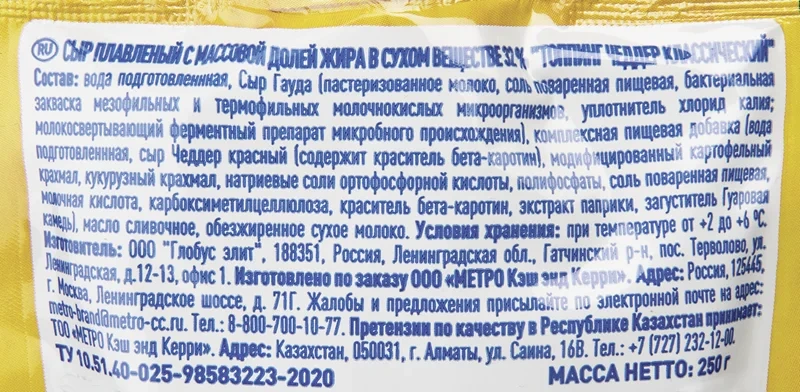 RU СЫР ПЛАВЛЕНЫЙ С МАССОВОЙ ДОЛЕЙ ЖИРА В СУХОМ ВЕЩЕСТВЕ 32% "ТОППИНГ ЧЕДДЕР КЛАССИЧЕСКИЙ"
Состав: вода подготовленнная, Сыр Гауда (пастеризованное молоко, соль поваренная пищевая, бактериальная
закваска мезофильных и термофильных молочнокислых микроорганизмов, уплотнитель хлорид калия;
молокосвертывающий ферментный препарат микробного происхождения), комплексная пищевая добавка (вода
подготовленнная, сыр Чеддер красный (содержит краситель бета-каротин), модифицированный картофельный
крахмал, кукурузный крахмал, натриевые соли ортофосфорной кислоты, полифосфаты, соль поваренная пищевая,
молочная кислота, карбоксиметилцеллюлоза, краситель бета-каротин, экстракт паприки, загуститель Гуаровая
камедь), масло сливочное, обезжиренное сухое молоко. Условия хранения: при температуре от +2 до +6 °С.
Изготовитель: ООО "Глобус элит", 188351, Россия, Ленинградская обл., Гатчинский р-н, пос. Терволово, ул.
Ленинградская, д.12-13, офис 1. Изготовлено по заказу ООО «МЕТРО Кэш энд Керри». Адрес: Россия, 125445,
г. Москва, Ленинградское шоссе, д. 71Г. Жалобы и предложения присылайте по электронной почте на адрес:
metro-brand@metro-cc.ru. Тел.: 8-800-700-10-77. Претензии по качеству в Республике Казахстан принимает:
ТОО «МЕТРО Кэш энд Керри». Адрес: Казахстан, 050031, г. Алматы, ул. Саина, 16В. Тел.: +7 (727) 232-12-00.
ТУ 10.51.40-025-98583223-2020 МАССА НЕТТО: 250 г